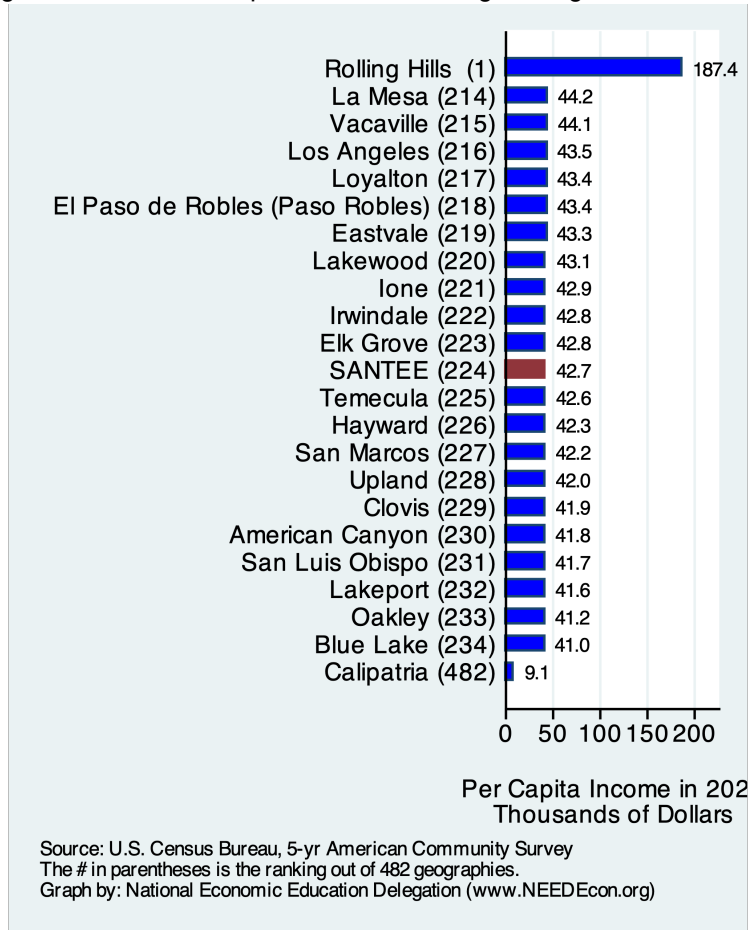 Rolling Hills (1) 187.4
La Mesa (214) 44.2
Vacaville (215) 44.1
Los Angeles (216) 43.5
Loyalton (217) 43.4
El Paso de Robles (Paso Robles) (218) 43.4
Eastvale (219) 43.3
Lakewood (220) 43.1
Ione (221) 42.9
Irwindale (222) 42.8
Elk Grove (223) 42.8
SANTEE (224) 42.7
Temecula (225) 42.6
Hayward (226) 42.3
San Marcos (227) 42.2
Upland (228) 42.0
Clovis (229) 41.9
American Canyon (230) 41.8
San Luis Obispo (231) 41.7
Lakeport (232) 41.6
Oakley (233) 41.2
Blue Lake (234) 41.0
Calipatria (482) 9.1
0 50 100 150 200
Per Capita Income in 202
Thousands of Dollars
Source: U.S. Census Bureau, 5-yr American Community Survey
The # in parentheses is the ranking out of 482 geographies.
Graph by: National Economic Education Delegation (www.NEEDEcon.org)